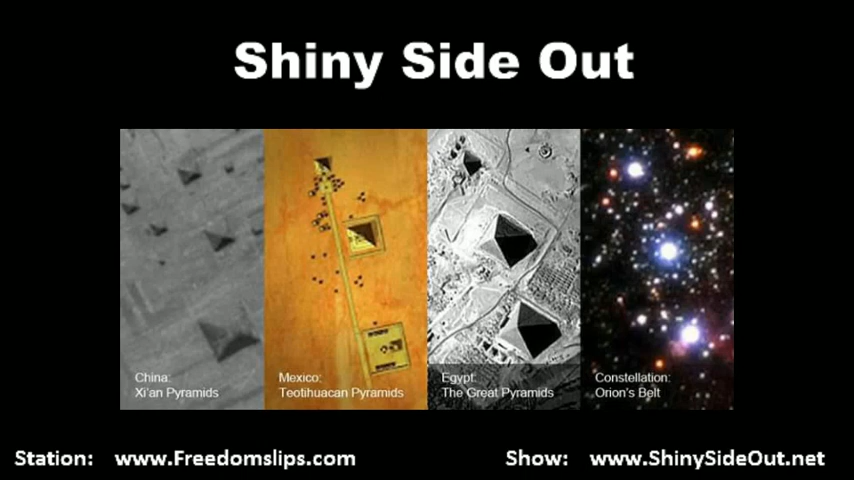 Shiny Side Out
China:
Xi'an Pyramids
Mexico:
Teotihuacan Pyramids
Egypt:
The Great Pyramids
Constellation:
Orion's Belt
Station: www.Freedomslips.com
Show: www.ShinySideOut.net